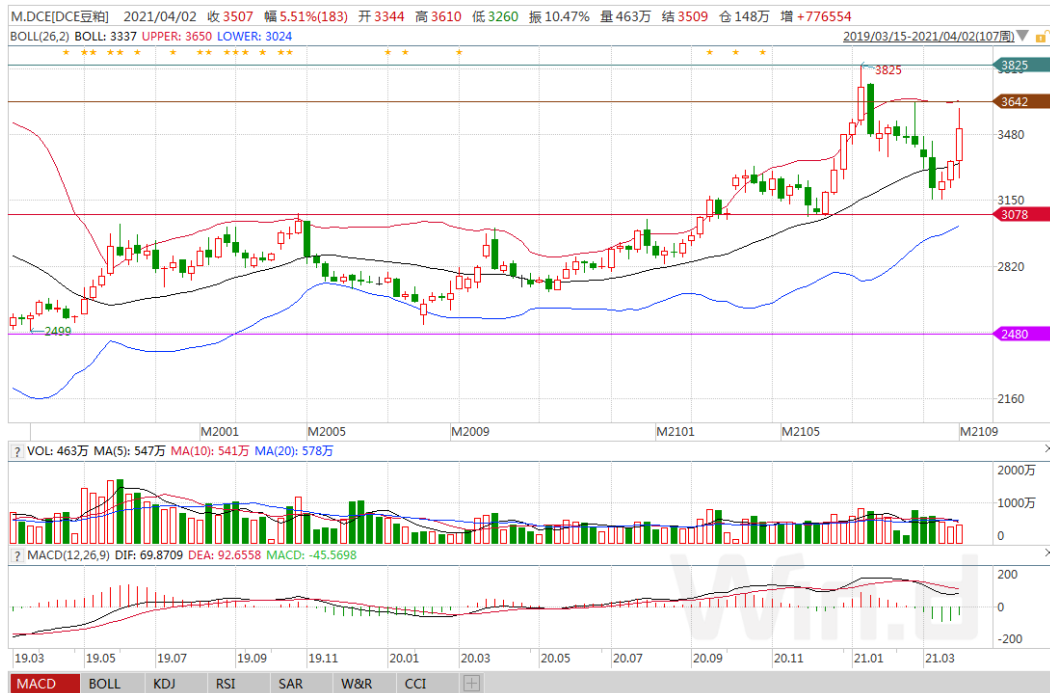 M.DCE[DCE豆粕] 2021/04/02 收 3507 幅 5.51%(183) 开 3344 高 3610 低 3260 振 10.47% 量 463万 结 3509 仓 148万 增 +776554
BOLL(26,2) BOLL: 3337 UPPER: 3650 LOWER: 3024 2019/03/15-2021/04/02(107周)
3825
3825
3642
3480
3150
3078
2820
2499
2480
2160
M2001 M2005 M2009 M2101 M2105 M2109
? VOL: 463万 MA(5): 547万 MA(10): 541万 MA(20): 578万
2000万
1000万
0
? MACD(12,26,9) DIF: 69.8709 DEA: 92.6558 MACD: -45.5698
200
0
-200
Win.d
19.03 19.05 19.07 19.09 19.11 20.01 20.03 20.05 20.07 20.09 20.11 21.01 21.03
MACD BOLL KDJ RSI SAR W&R CCI